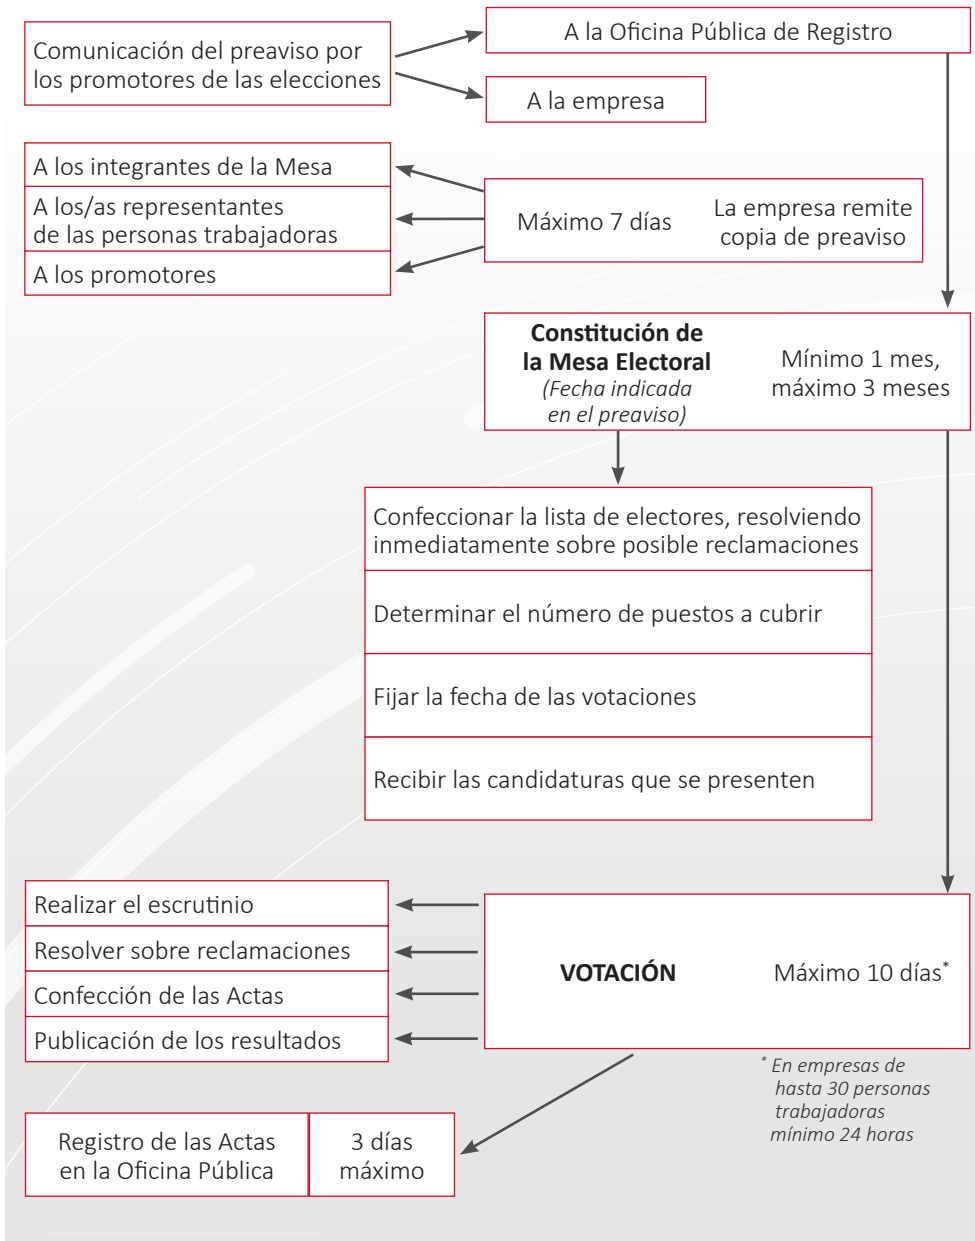 Comunicación del preaviso por
los promotores de las elecciones
A la Oficina Pública de Registro
A la empresa
A los integrantes de la Mesa
A los/as representantes
de las personas trabajadoras
A los promotores
Máximo 7 días
La empresa remite
copia de preaviso
Constitución de
la Mesa Electoral
(Fecha indicada
en el preaviso)
Mínimo 1 mes,
máximo 3 meses
Confeccionar la lista de electores, resolviendo
inmediatamente sobre posible reclamaciones
Determinar el número de puestos a cubrir
Fijar la fecha de las votaciones
Recibir las candidaturas que se presenten
Realizar el escrutinio
Resolver sobre reclamaciones
Confección de las Actas
Publicación de los resultados
VOTACIÓN
Máximo 10 días*
* En empresas de
hasta 30 personas
trabajadoras
mínimo 24 horas
Registro de las Actas
en la Oficina Pública
3 días
máximo